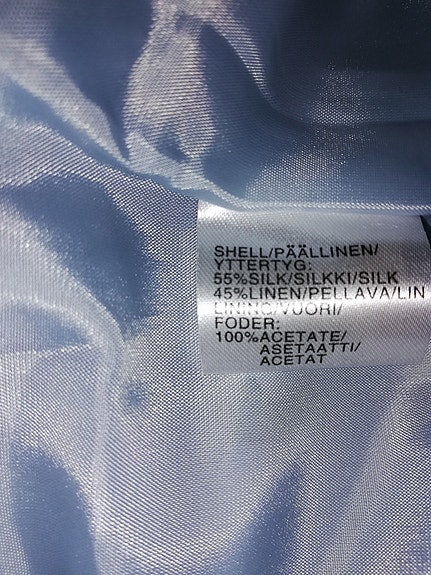 SHELL/PÄÄLLINEN/
YTTERTYG:
55%SILK/SILKKI/SILK
45%LINEN/PELLAVA/LIN
LINING/VUORI/
FODER:
100%ACETATE/
ASETAATTI/
ACETAT